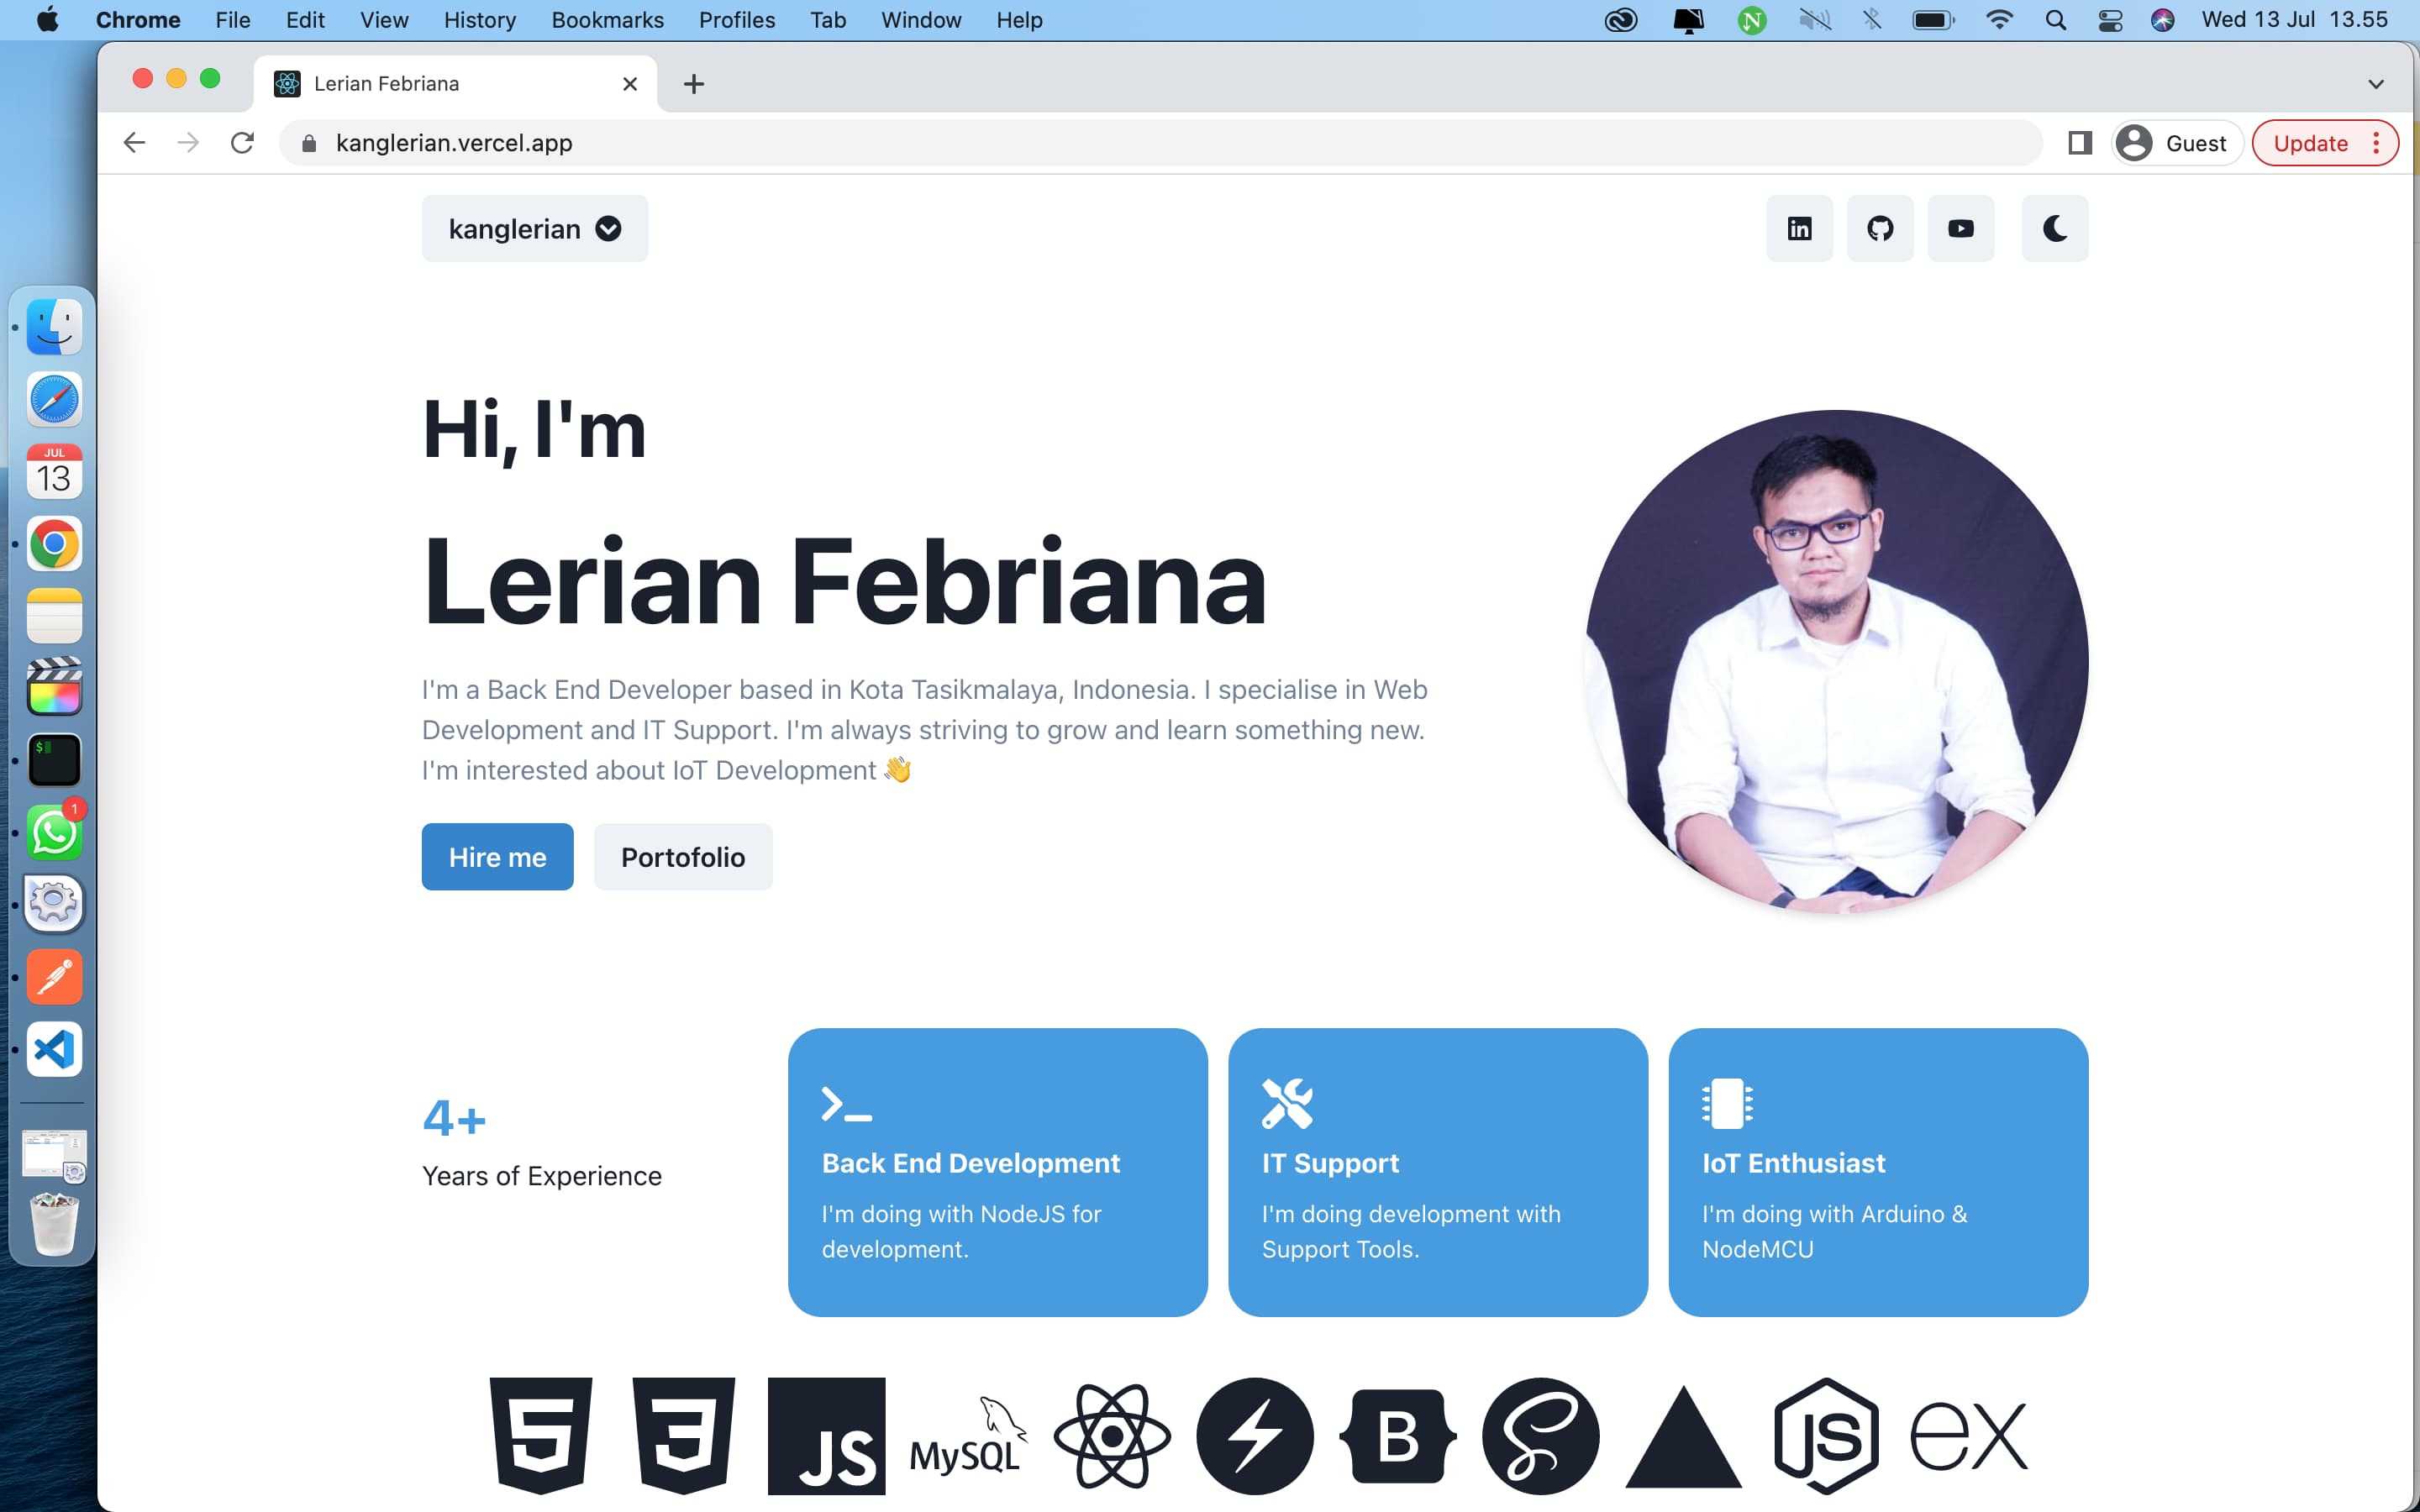 Chrome File Edit View History Bookmarks Profiles Tab Window Help N Wed 13 Jul 13.55
Lerian Febriana
kanglerian.vercel.app Guest Update
kanglerian in
JUL
13
$
1
Hi, I'm
Lerian Febriana
I'm a Back End Developer based in Kota Tasikmalaya, Indonesia. I specialise in Web
Development and IT Support. I'm always striving to grow and learn something new.
I'm interested about IoT Development 👋
Hire me Portofolio
4+
Years of Experience
Back End Development
I'm doing with NodeJS for
development.
IT Support
I'm doing development with
Support Tools.
IoT Enthusiast
I'm doing with Arduino &
NodeMCU
5 3 JS MySQL B S JS ex